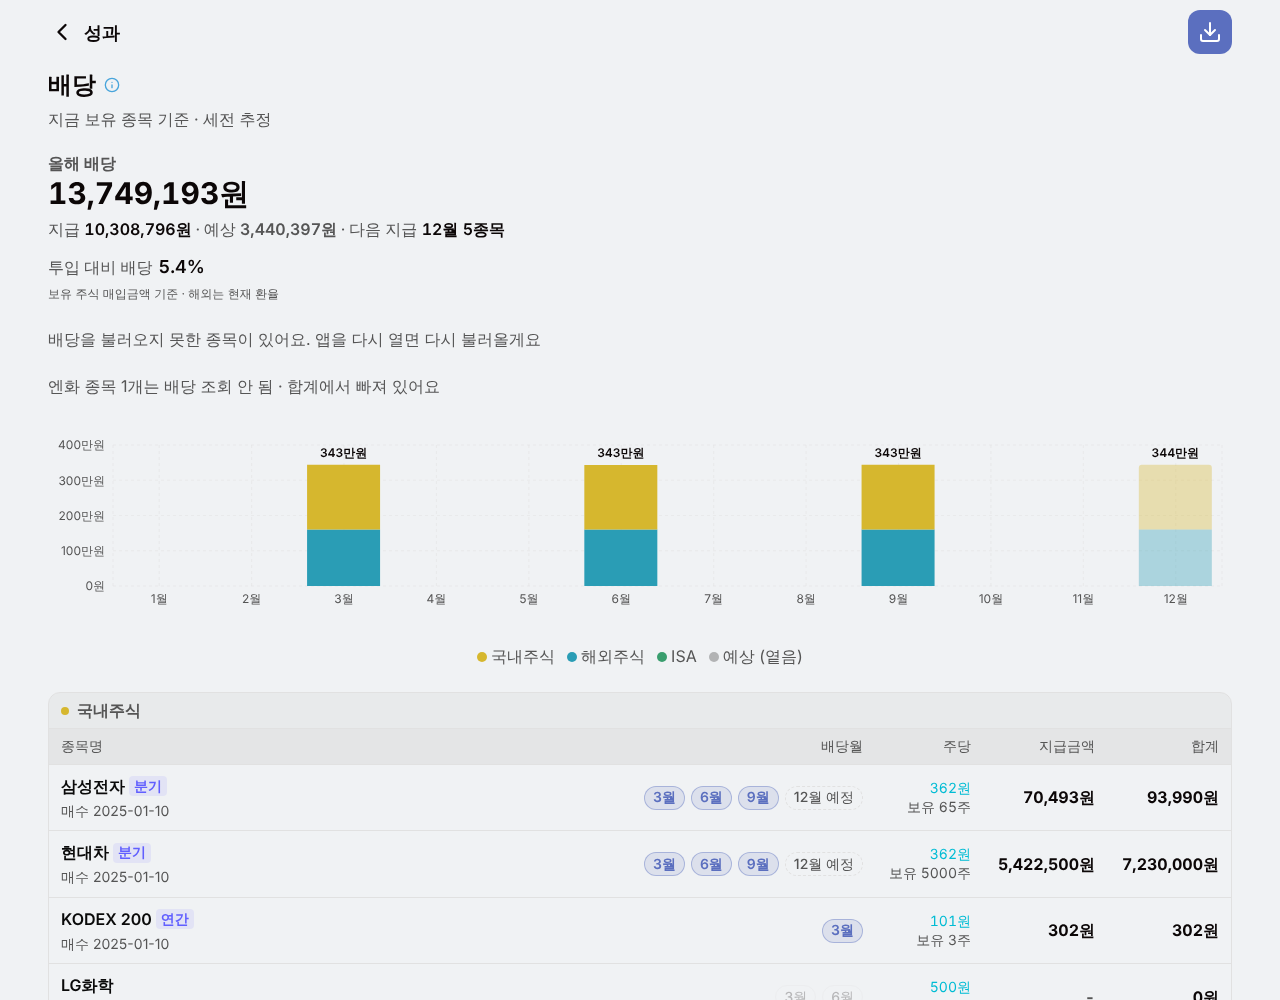 성과
배당
지금 보유 종목 기준 · 세전 추정
올해 배당
13,749,193원
지급 10,308,796원 · 예상 3,440,397원 · 다음 지급 12월 5종목
투입 대비 배당 5.4%
보유 주식 매입금액 기준 · 해외는 현재 환율
배당을 불러오지 못한 종목이 있어요. 앱을 다시 열면 다시 불러올게요
엔화 종목 1개는 배당 조회 안 됨 · 합계에서 빠져 있어요
400만원
300만원
200만원
100만원
0원
343만원 343만원 343만원 344만원
1월 2월 3월 4월 5월 6월 7월 8월 9월 10월 11월 12월
국내주식 해외주식 ISA 예상 (옅음)
국내주식
종목명 배당월 주당 지급금액 합계
삼성전자 분기
매수 2025-01-10
3월 6월 9월 12월 예정
362원
보유 65주
70,493원 93,990원
현대차 분기
매수 2025-01-10
3월 6월 9월 12월 예정
362원
보유 5000주
5,422,500원 7,230,000원
KODEX 200 연간
매수 2025-01-10
3월
101원
보유 3주
302원 302원
LG화학
3월 6월
500원
- 0원